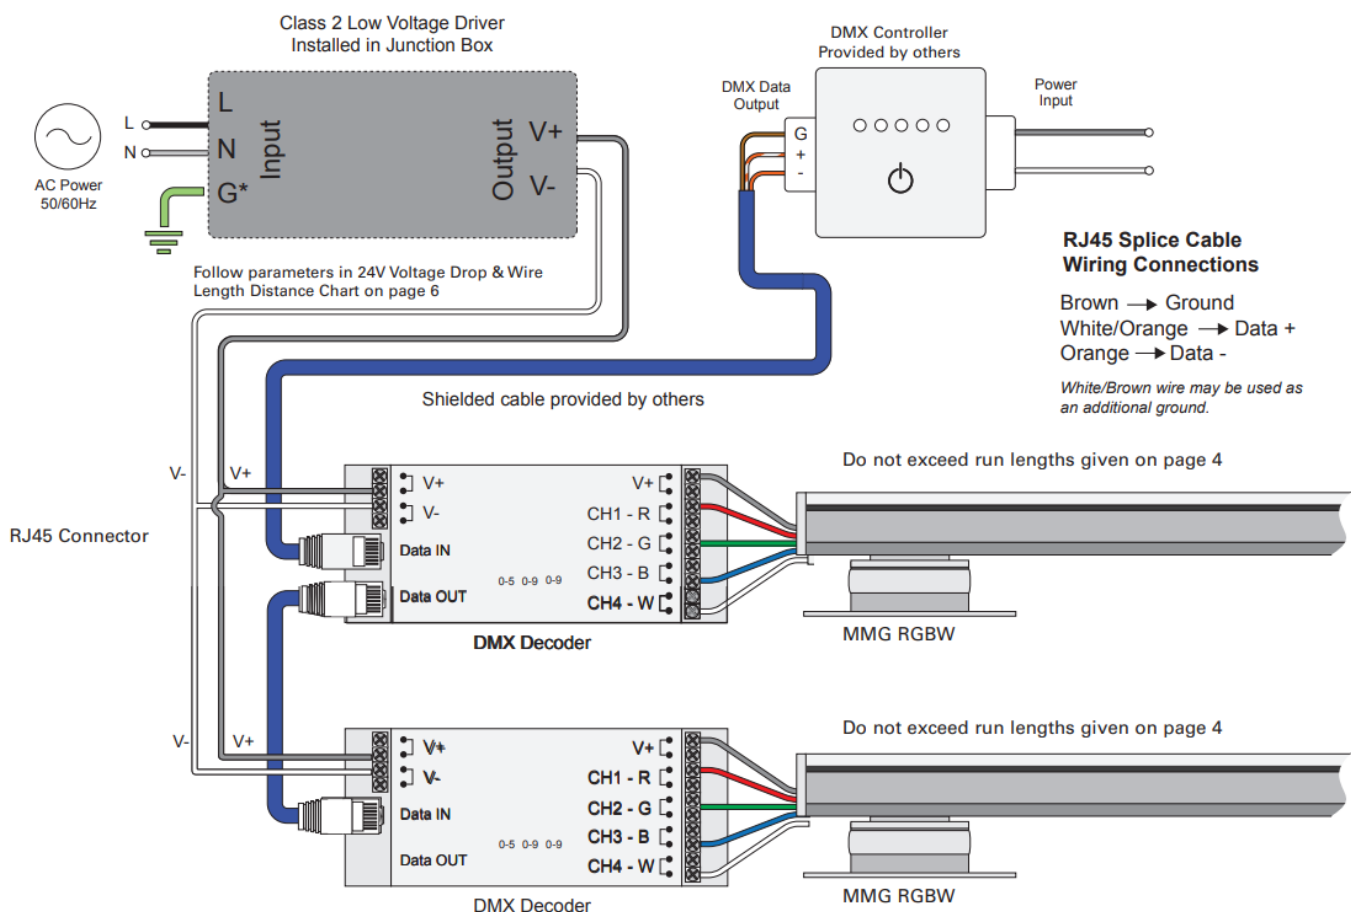 Class 2 Low Voltage Driver
Installed in Junction Box
L
N
AC Power
50/60Hz
L
N
G*
Input
Output
V+
V-
DMX Controller
Provided by others
DMX Data
Output
G
+
-
Power
Input
RJ45 Splice Cable
Wiring Connections
Brown → Ground
White/Orange → Data +
Orange → Data -
White/Brown wire may be used as
an additional ground.
Follow parameters in 24V Voltage Drop & Wire
Length Distance Chart on page 6
Shielded cable provided by others
RJ45 Connector
V-
V+
V+
V-
Data IN
Data OUT
0-5 0-9 0-9
V+
CH1 - R
CH2 - G
CH3 - B
CH4 - W
DMX Decoder
Do not exceed run lengths given on page 4
MMG RGBW
V-
V+
V+
V-
Data IN
Data OUT
0-5 0-9 0-9
V+
CH1 - R
CH2 - G
CH3 - B
CH4 - W
DMX Decoder
Do not exceed run lengths given on page 4
MMG RGBW